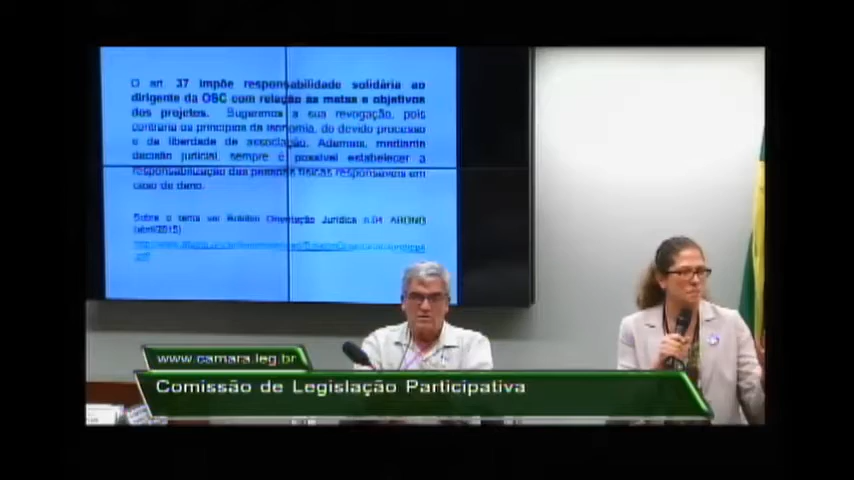 O art. 37 impõe responsabilidade solidária ao
dirigente da OSC com relação as metas e objetivos
dos projetos. Sugerimos a sua revogação, pois
contraria os princípios da isonomia, do devido processo
e da liberdade de associação. Ademais, mediante
decisão judicial, sempre é possível estabelecer a
responsabilização das pessoas físicas responsáveis em
caso de dano.
Sobre o tema ver Boletim Orientação Jurídica n.04 ABONG
(abril/2015)
www.camara.leg.br
Comissão de Legislação Participativa